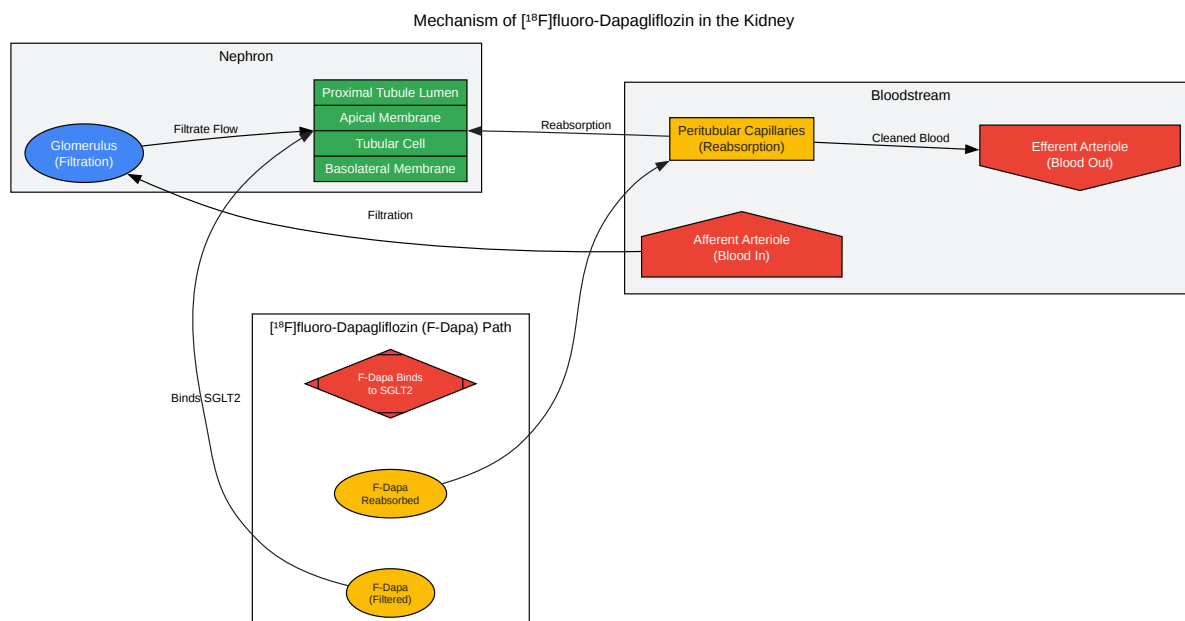 Mechanism of [¹⁸F]fluoro-Dapagliflozin in the Kidney
Nephron
Proximal Tubule Lumen
Apical Membrane
Tubular Cell
Basolateral Membrane
Glomerulus
(Filtration)
Filtrate Flow
Reabsorption
Bloodstream
Peritubular Capillaries
(Reabsorption)
Cleaned Blood
Efferent Arteriole
(Blood Out)
Filtration
Afferent Arteriole
(Blood In)
[¹⁸F]fluoro-Dapagliflozin (F-Dapa) Path
F-Dapa Binds
to SGLT2
Binds SGLT2
F-Dapa
Reabsorbed
F-Dapa
(Filtered)